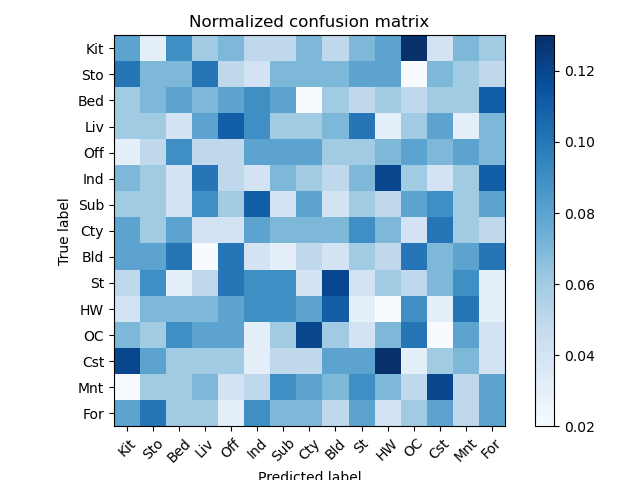 Normalized confusion matrix
True label
Kit
Sto
Bed
Liv
Off
Ind
Sub
Cty
Bld
St
HW
OC
Cst
Mnt
For
Kit Sto Bed Liv Off Ind Sub Cty Bld St HW OC Cst Mnt For
Predicted label
0.12
0.10
0.08
0.06
0.04
0.02